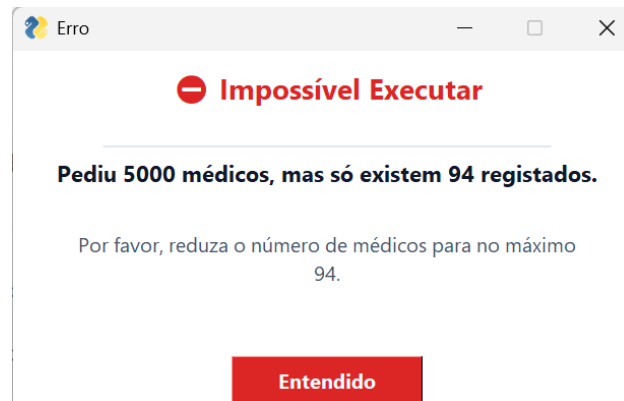 Erro
Impossível Executar
Pediu 5000 médicos, mas só existem 94 registados.
Por favor, reduza o número de médicos para no máximo
94.
Entendido